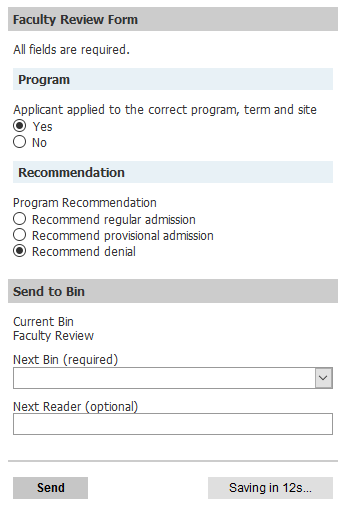 Faculty Review Form
All fields are required.
Program
Applicant applied to the correct program, term and site
Yes
No
Recommendation
Program Recommendation
Recommend regular admission
Recommend provisional admission
Recommend denial
Send to Bin
Current Bin
Faculty Review
Next Bin (required)
Next Reader (optional)
Send
Saving in 12s...